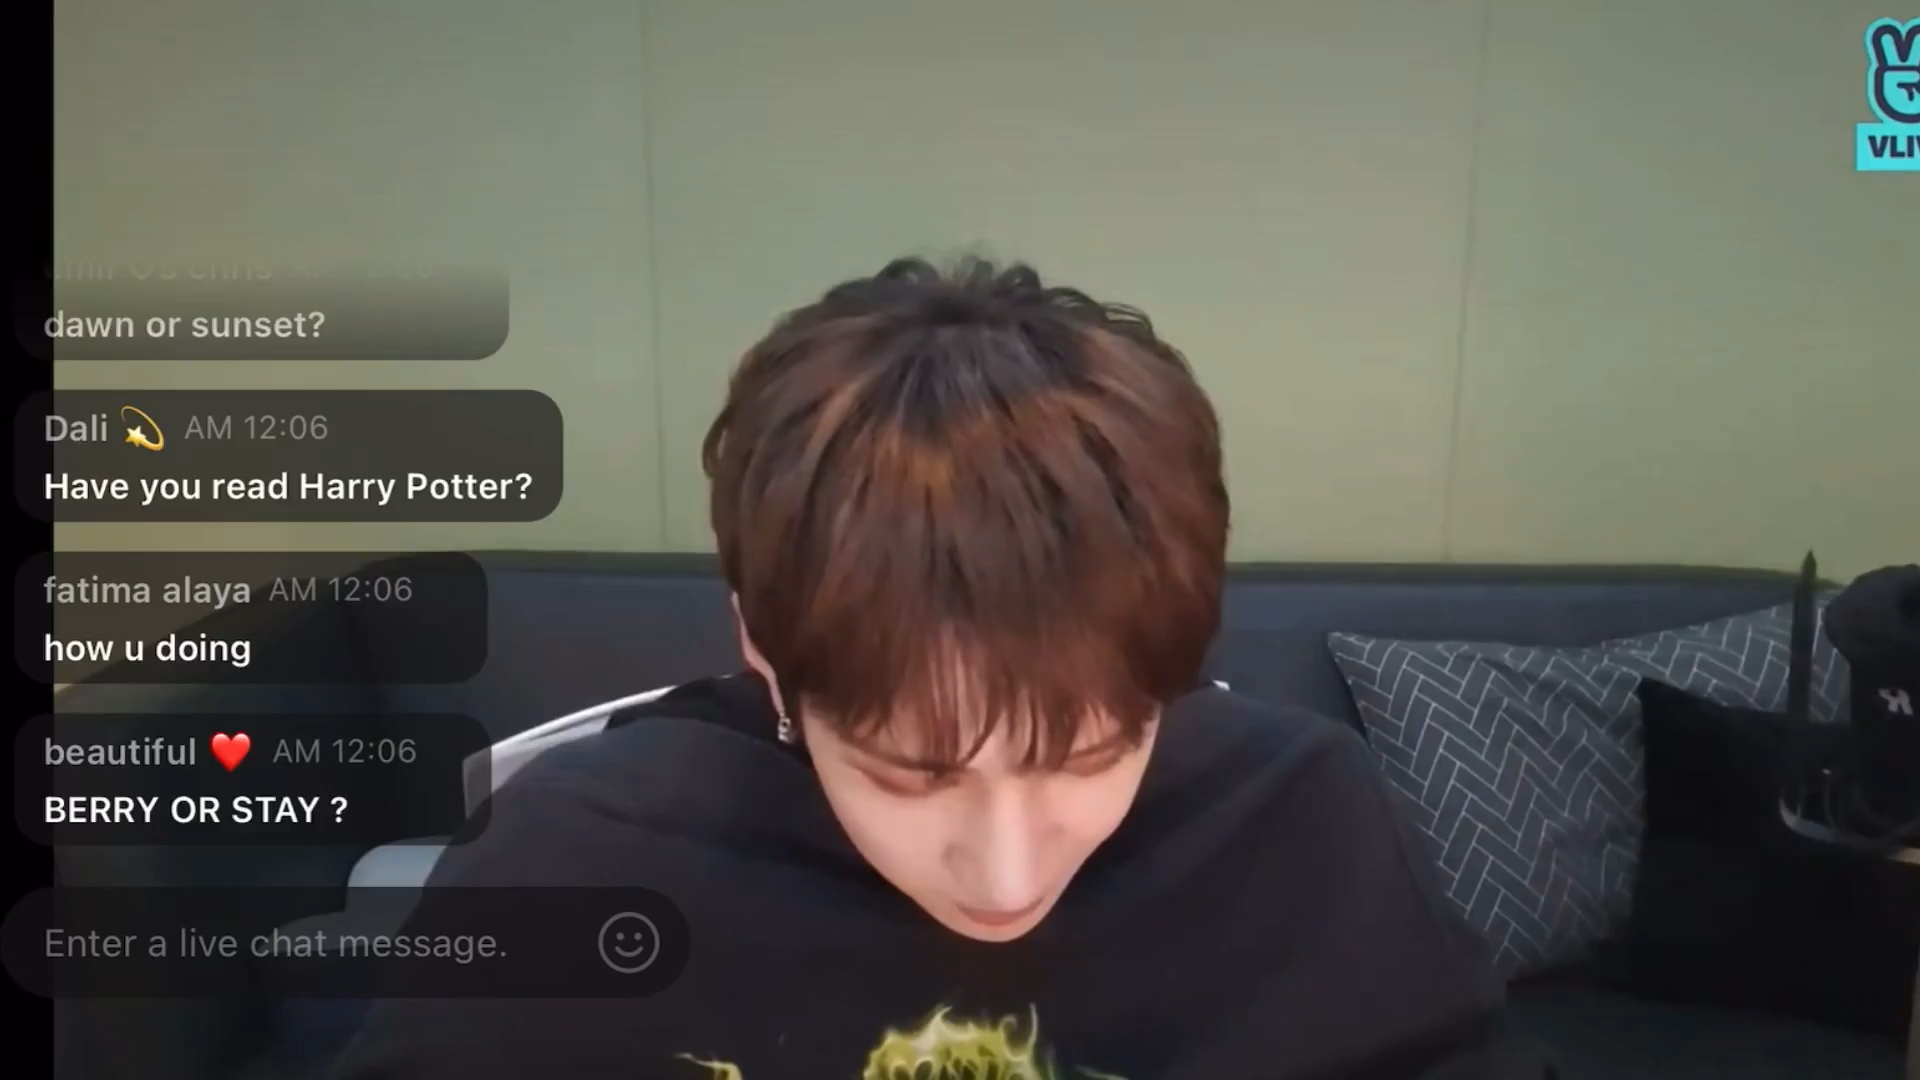 dawn or sunset?
Dali 💫 AM 12:06
Have you read Harry Potter?
fatima alaya AM 12:06
how u doing
beautiful ❤️ AM 12:06
BERRY OR STAY ?
Enter a live chat message.